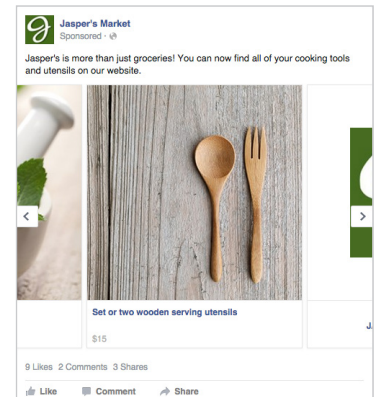 Jasper's Market
Sponsored ·
Jasper's is more than just groceries! You can now find all of your cooking tools
and utensils on our website.
Set or two wooden serving utensils
J.
$15
9 Likes 2 Comments 3 Shares
Like Comment Share